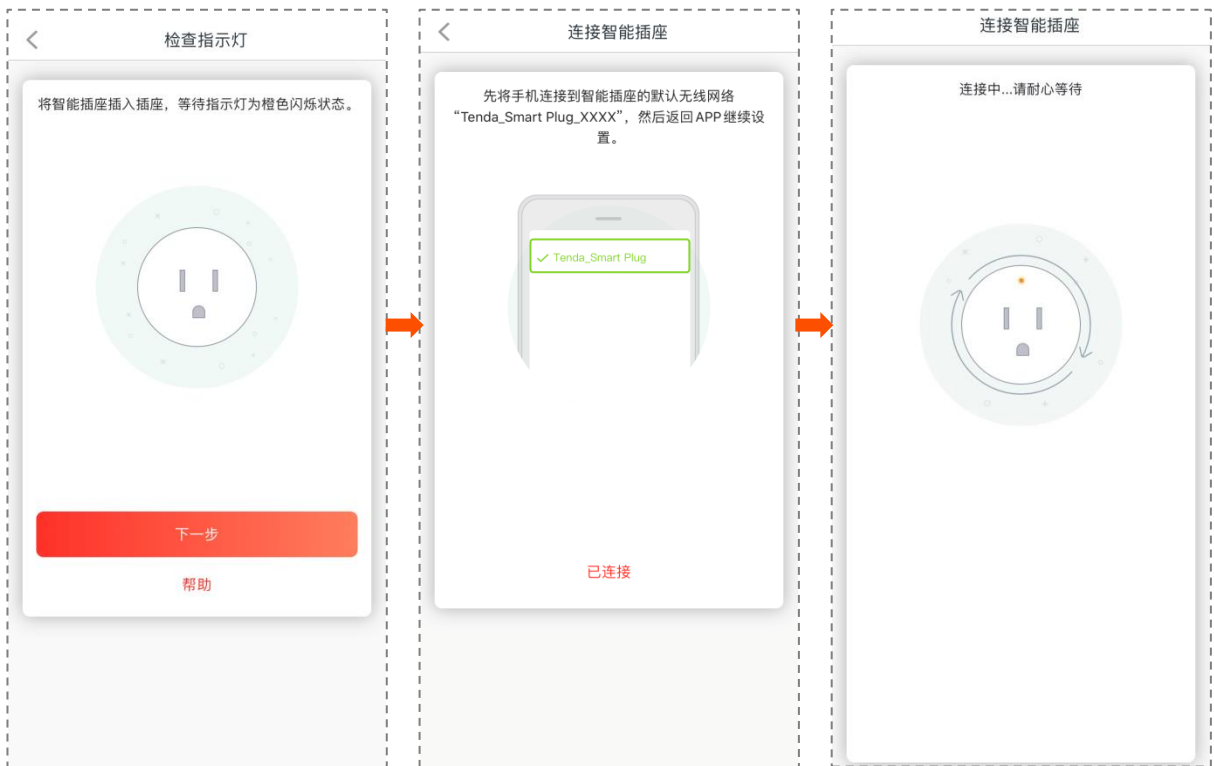 检查指示灯
将智能插座插入插座，等待指示灯为橙色闪烁状态。
下一步
帮助
连接智能插座
先将手机连接到智能插座的默认无线网络
“Tenda_Smart Plug_XXXX”，然后返回APP继续设
置。
Tenda_Smart Plug
已连接
连接智能插座
连接中...请耐心等待